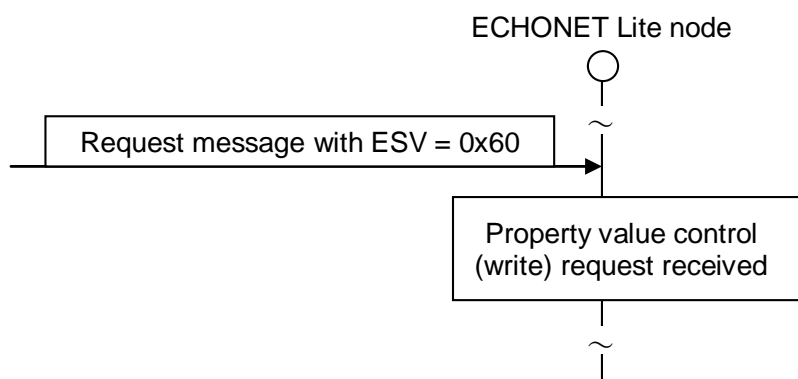 ECHONET Lite node
Request message with ESV = 0x60
Property value control
(write) request received